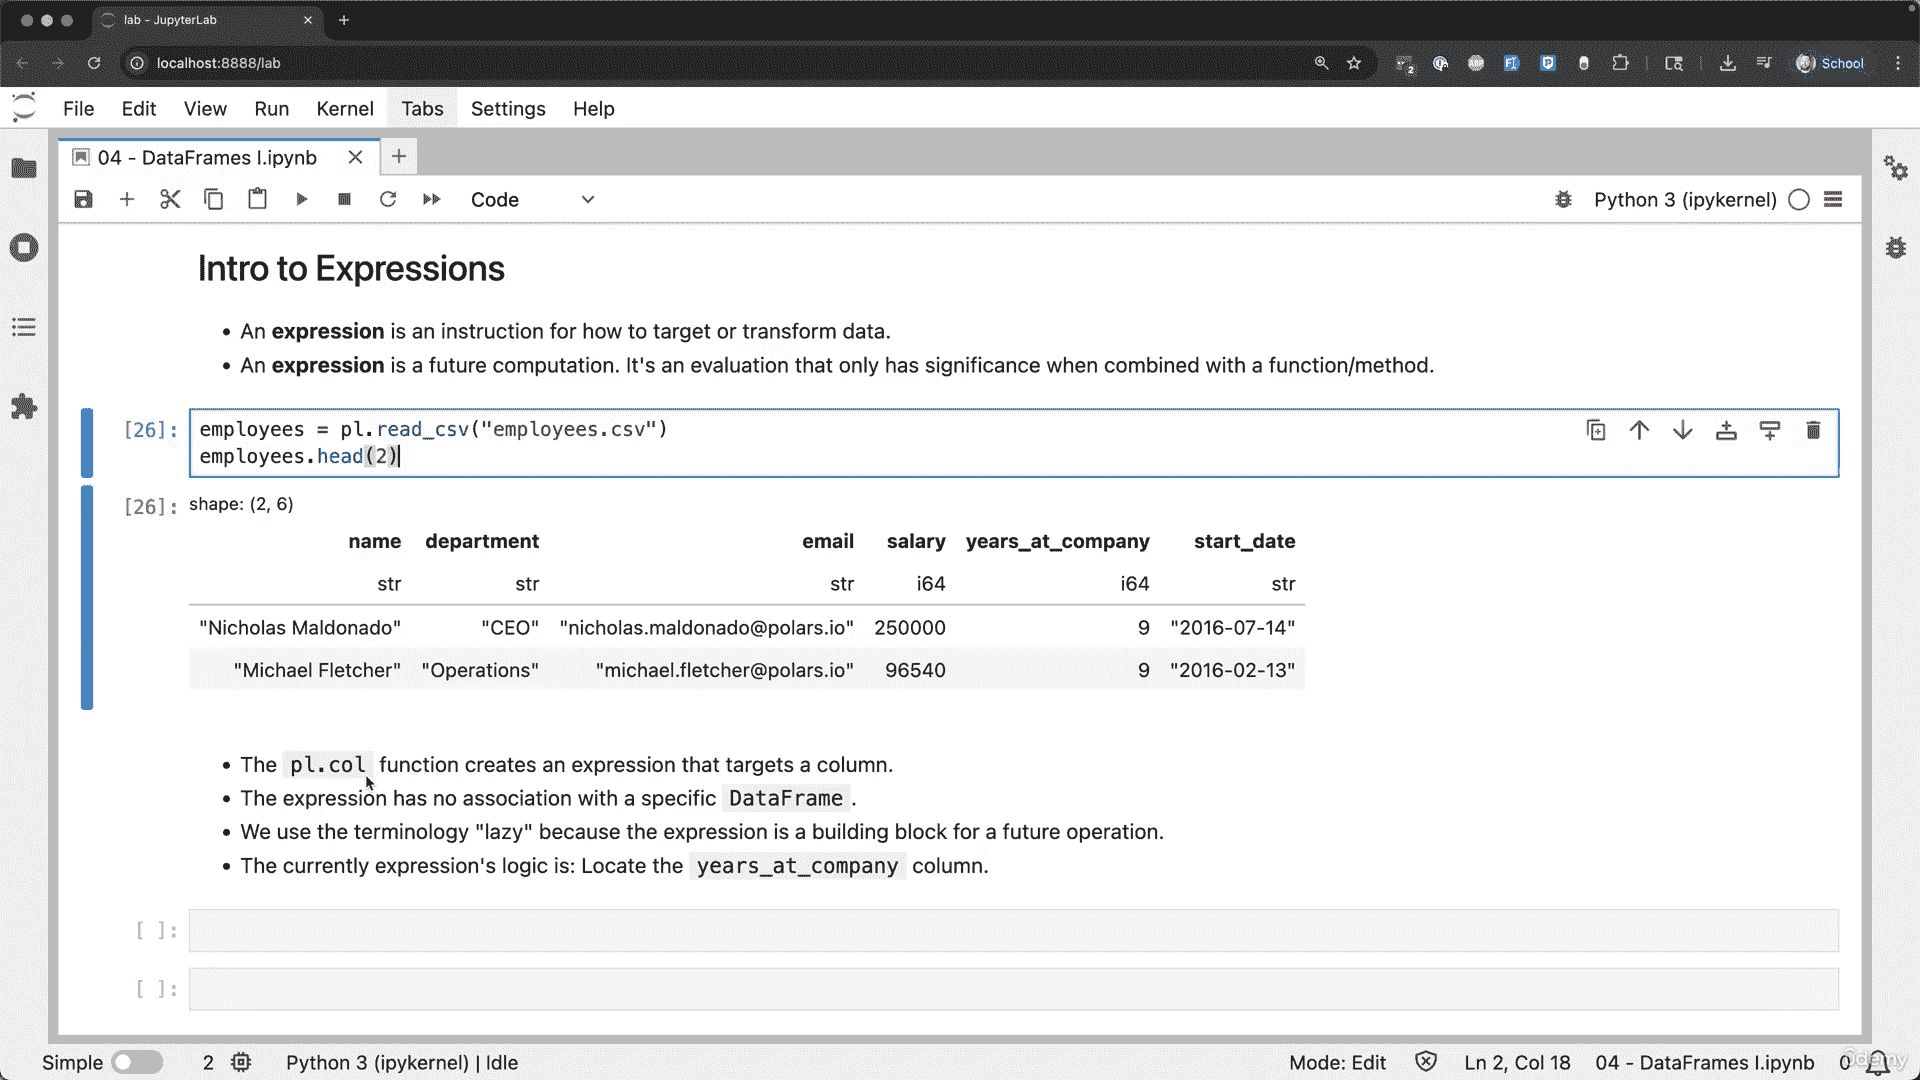 lab - JupyterLab
localhost:8888/lab
2
School
File Edit View Run Kernel Tabs Settings Help
04 - DataFrames I.ipynb
Code
Python 3 (ipykernel)
Intro to Expressions
• An expression is an instruction for how to target or transform data.
• An expression is a future computation. It's an evaluation that only has significance when combined with a function/method.
[26]: employees = pl.read_csv("employees.csv")
employees.head(2)
[26]: shape: (2, 6)
name department email salary years_at_company start_date
str str str i64 i64 str
"Nicholas Maldonado" "CEO" "nicholas.maldonado@polars.io" 250000 9 "2016-07-14"
"Michael Fletcher" "Operations" "michael.fletcher@polars.io" 96540 9 "2016-02-13"
• The pl.col function creates an expression that targets a column.
• The expression has no association with a specific DataFrame .
• We use the terminology "lazy" because the expression is a building block for a future operation.
• The currently expression's logic is: Locate the years_at_company column.
[ ]:
[ ]:
Simple 2 Python 3 (ipykernel) | Idle Mode: Edit Ln 2, Col 18 04 - DataFrames I.ipynb 0